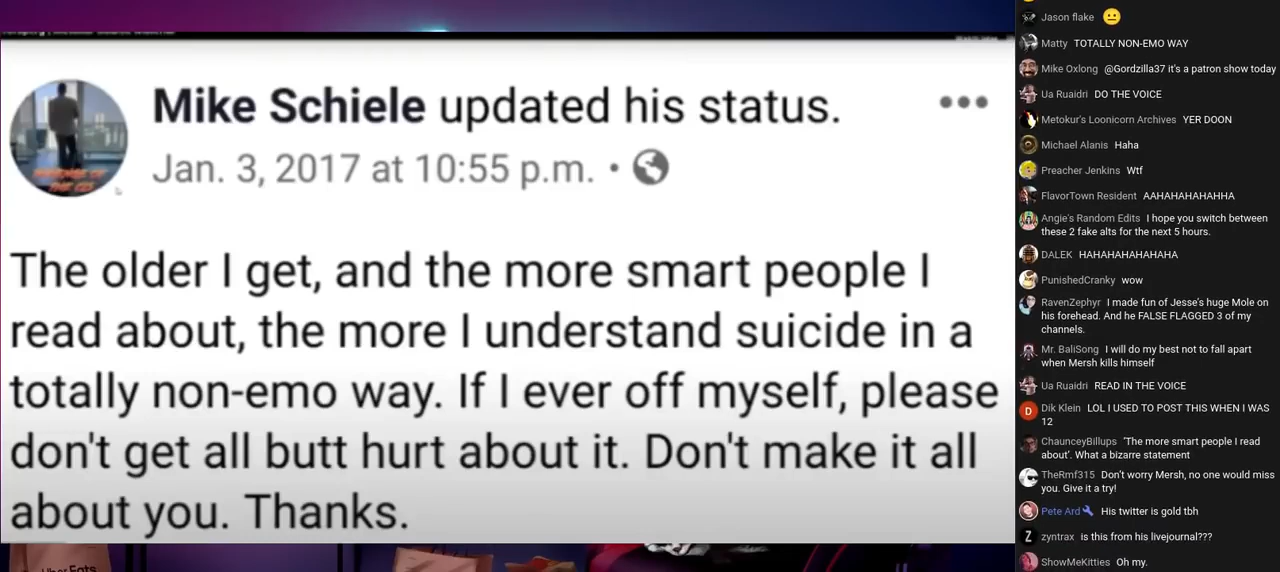 Mike Schiele updated his status.
Jan. 3, 2017 at 10:55 p.m. •
The older I get, and the more smart people I
read about, the more I understand suicide in a
totally non-emo way. If I ever off myself, please
don't get all butt hurt about it. Don't make it all
about you. Thanks.
Uber Eats
Jason flake 😐
Matty TOTALLY NON-EMO WAY
Mike Oxlong @Gordzilla37 it's a patron show today
Ua Ruaidri DO THE VOICE
Metokur's Loonicorn Archives YER DOON
Michael Alanis Haha
Preacher Jenkins Wtf
FlavorTown Resident AAHAHAHAHAHHA
Angie's Random Edits I hope you switch between
these 2 fake alts for the next 5 hours.
DALEK HAHAHAHAHAHAHA
PunishedCranky wow
RavenZephyr I made fun of Jesse's huge Mole on
his forehead. And he FALSE FLAGGED 3 of my
channels.
Mr. BaliSong I will do my best not to fall apart
when Mersh kills himself
Ua Ruaidri READ IN THE VOICE
D Dik Klein LOL I USED TO POST THIS WHEN I WAS
12
ChaunceyBillups 'The more smart people I read
about'. What a bizarre statement
TheRmf315 Don't worry Mersh, no one would miss
you. Give it a try!
Pete Ard His twitter is gold tbh
Z zyntrax is this from his livejournal???
ShowMeKitties Oh my.